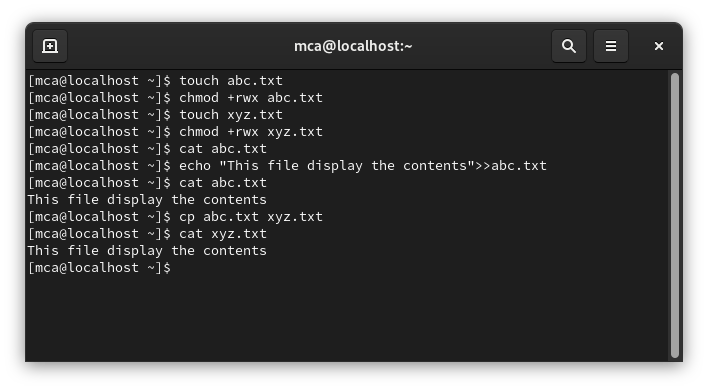 mca@localhost:~
[mca@localhost ~]$ touch abc.txt
[mca@localhost ~]$ chmod +rwx abc.txt
[mca@localhost ~]$ touch xyz.txt
[mca@localhost ~]$ chmod +rwx xyz.txt
[mca@localhost ~]$ cat abc.txt
[mca@localhost ~]$ echo "This file display the contents">>abc.txt
[mca@localhost ~]$ cat abc.txt
This file display the contents
[mca@localhost ~]$ cp abc.txt xyz.txt
[mca@localhost ~]$ cat xyz.txt
This file display the contents
[mca@localhost ~]$